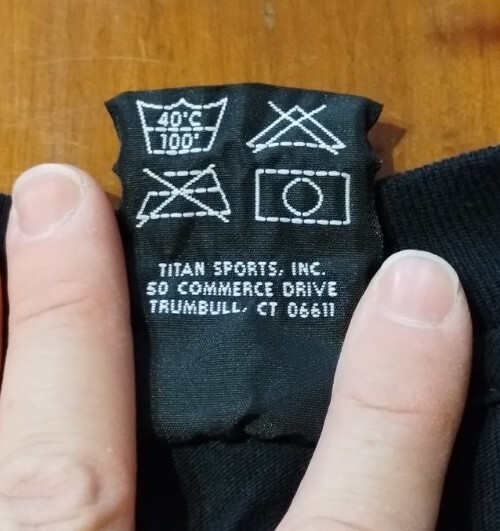 40°C
100°
TITAN SPORTS, INC.
50 COMMERCE DRIVE
TRUMBULL, CT 06611